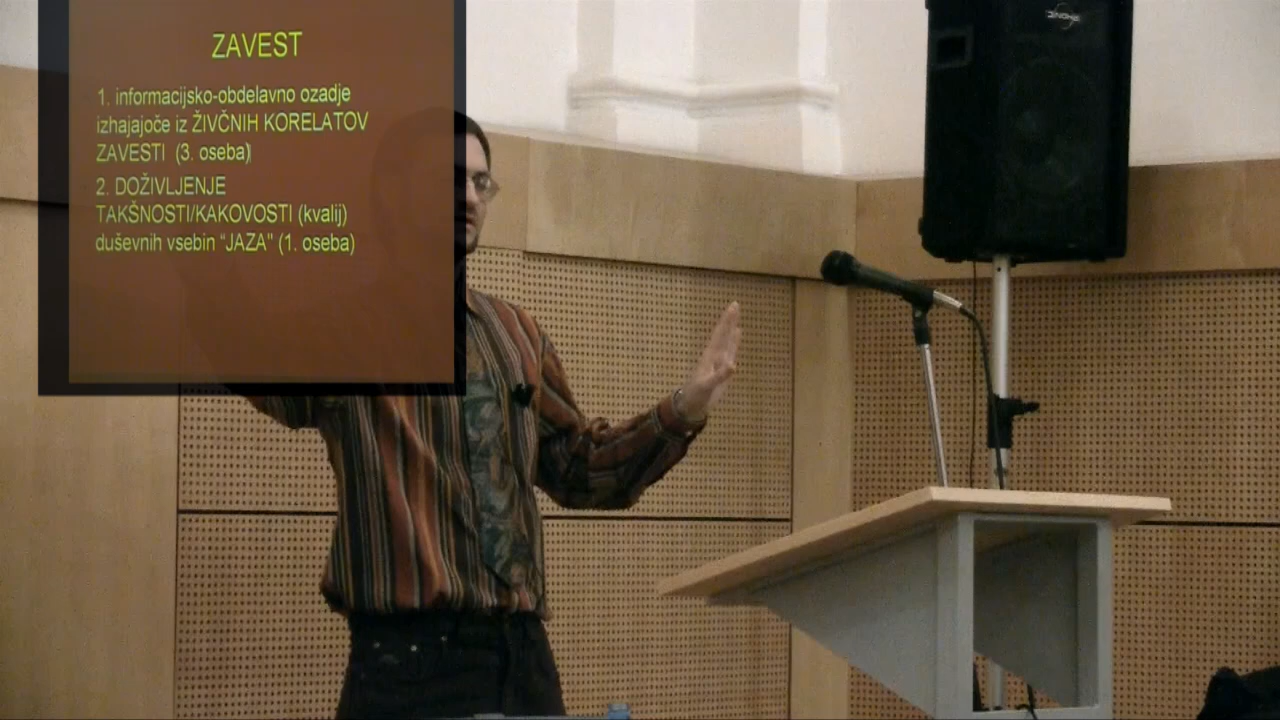 ZAVEST
1. informacijsko-obdelavno ozadje
izhajajoče iz ŽIVČNIH KORELATOV
ZAVESTI (3. oseba)
2. DOŽIVLJENJE
TAKŠNOSTI/KAKOVOSTI (kvalij)
duševnih vsebin "JAZA" (1. oseba)